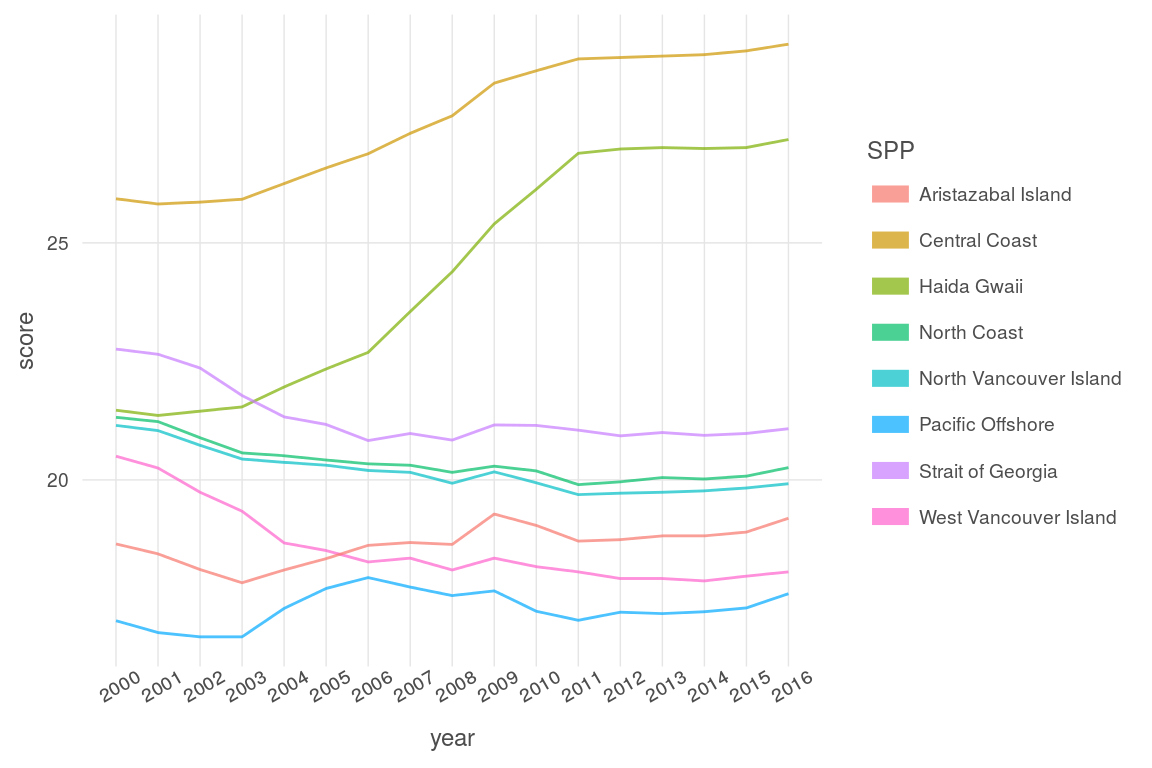 SPP
Aristazabal Island
Central Coast
Haida Gwaii
North Coast
North Vancouver Island
Pacific Offshore
Strait of Georgia
West Vancouver Island
25
20
score
2000 2001 2002 2003 2004 2005 2006 2007 2008 2009 2010 2011 2012 2013 2014 2015 2016
year